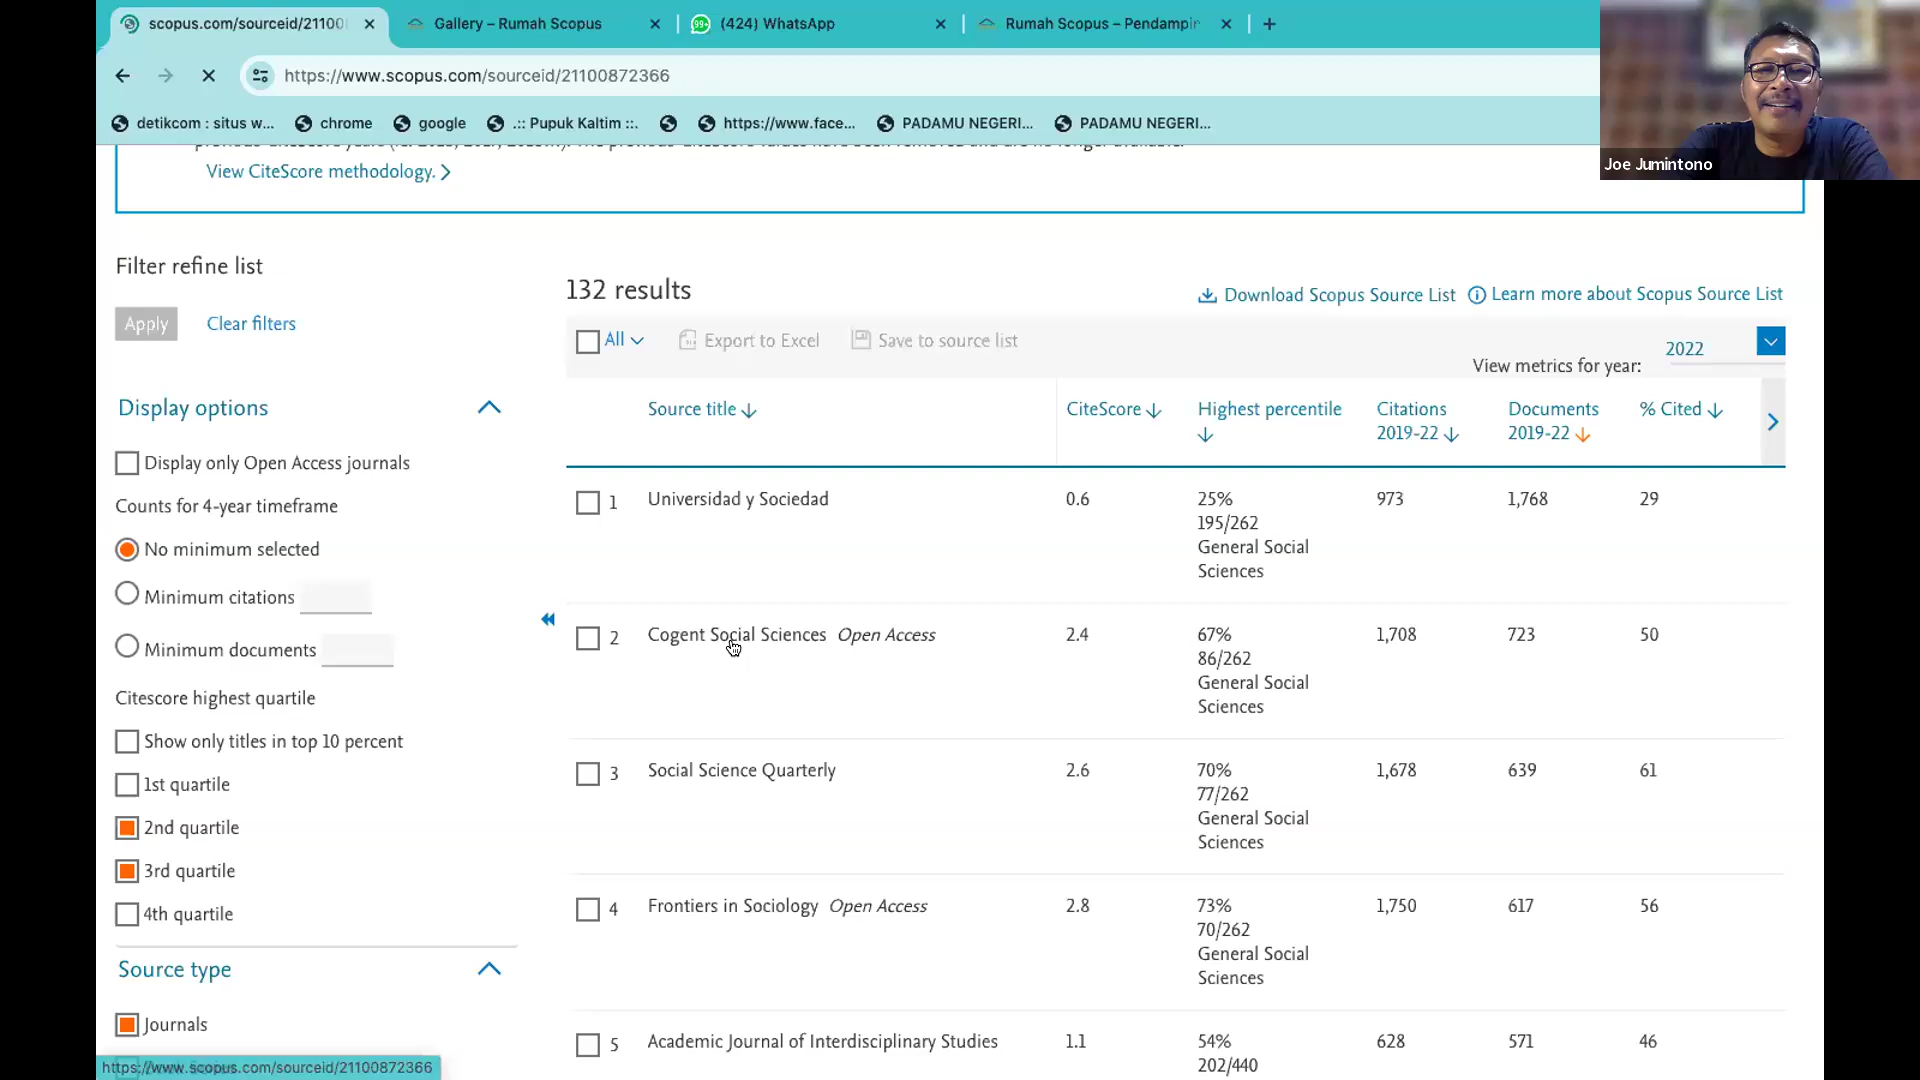 scopus.com/sourceid/21100
Gallery – Rumah Scopus
99+
(424) WhatsApp
Rumah Scopus – Pendampin
https://www.scopus.com/sourceid/21100872366
detikcom : situs w...
chrome
google
.:: Pupuk Kaltim ::.
https://www.face...
PADAMU NEGERI...
PADAMU NEGERI...
Joe Jumintono
View CiteScore methodology.
Filter refine list
Apply
Clear filters
Display options
Display only Open Access journals
Counts for 4-year timeframe
No minimum selected
Minimum citations
Minimum documents
Citescore highest quartile
Show only titles in top 10 percent
1st quartile
2nd quartile
3rd quartile
4th quartile
Source type
Journals
https://www.scopus.com/sourceid/21100872366
132 results
Download Scopus Source List
Learn more about Scopus Source List
All
Export to Excel
Save to source list
View metrics for year:
2022
Source title
CiteScore
Highest percentile
Citations
2019-22
Documents
2019-22
% Cited
1
Universidad y Sociedad
0.6
25%
195/262
General Social
Sciences
973
1,768
29
2
Cogent Social Sciences Open Access
2.4
67%
86/262
General Social
Sciences
1,708
723
50
3
Social Science Quarterly
2.6
70%
77/262
General Social
Sciences
1,678
639
61
4
Frontiers in Sociology Open Access
2.8
73%
70/262
General Social
Sciences
1,750
617
56
5
Academic Journal of Interdisciplinary Studies
1.1
54%
202/440
628
571
46